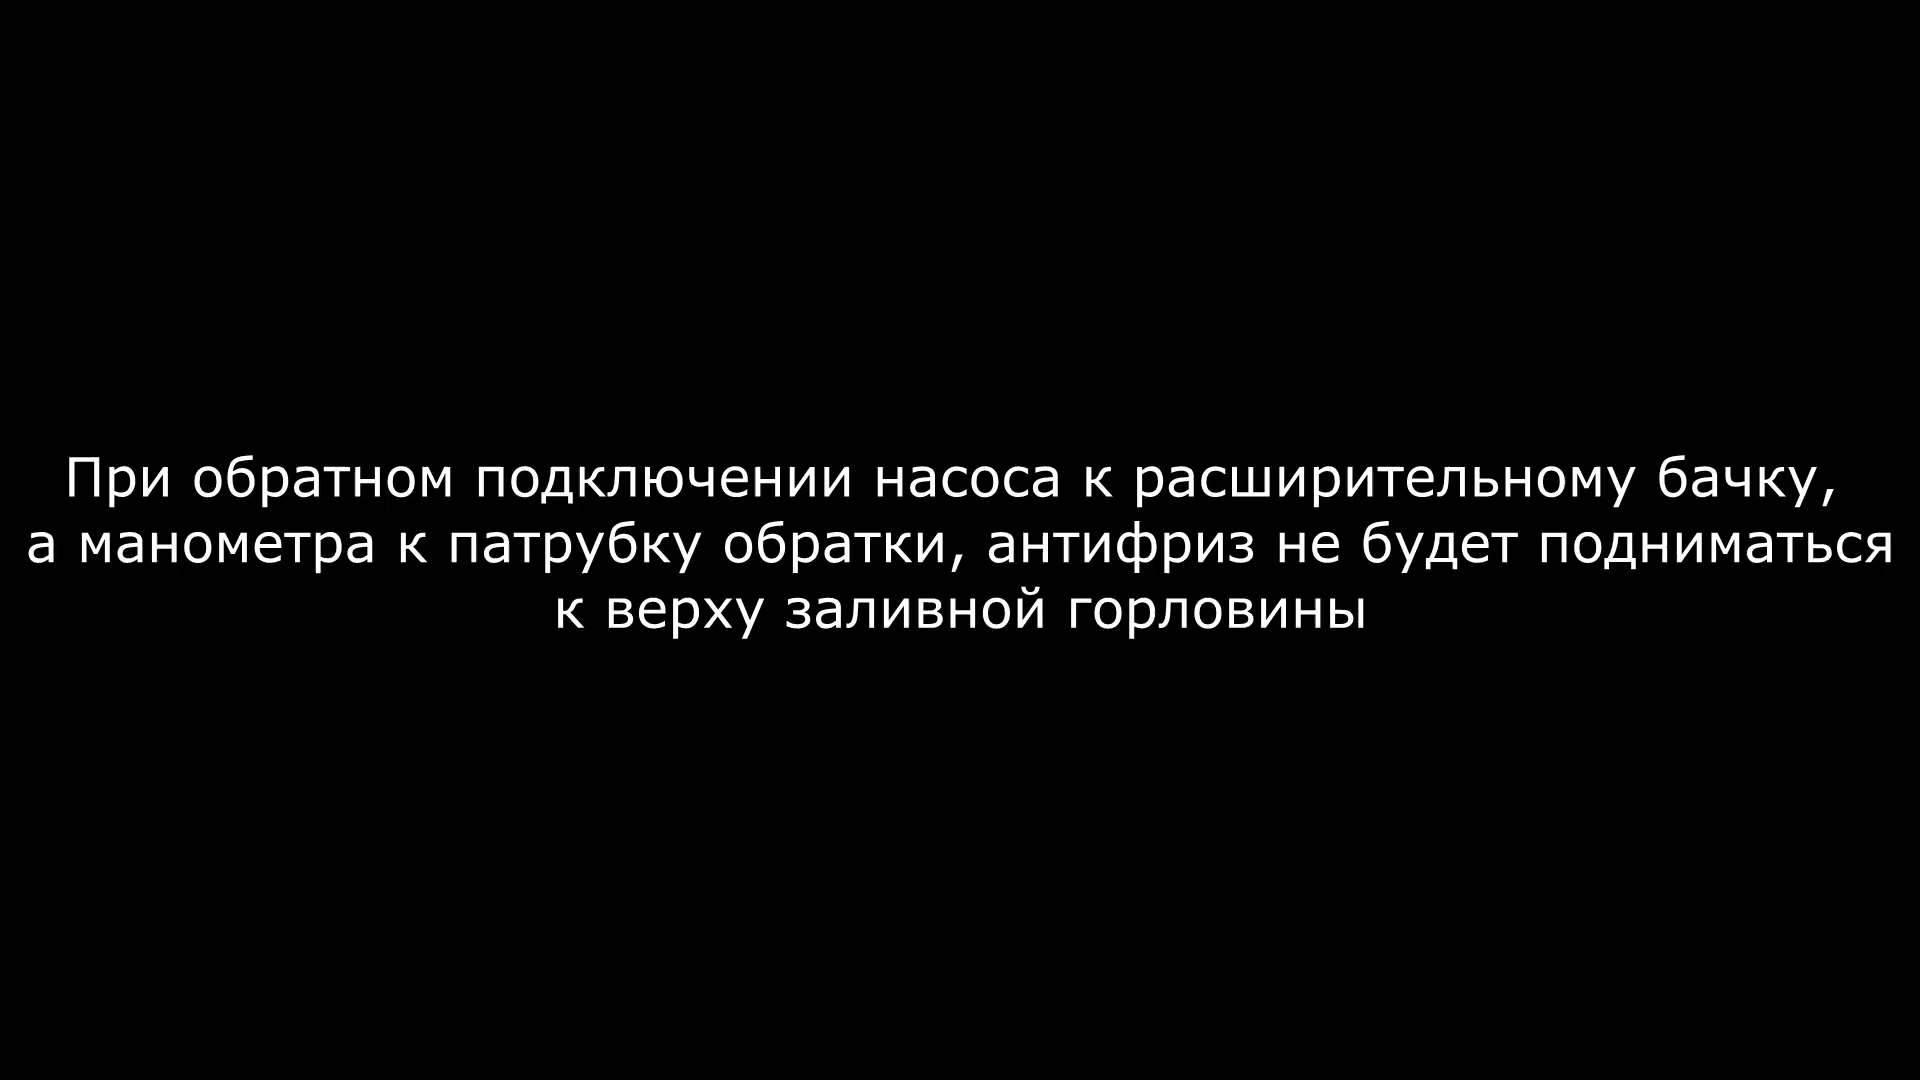 При обратном подключении насоса к расширительному бачку,
а манометра к патрубку обратки, антифриз не будет подниматься
к верху заливной горловины